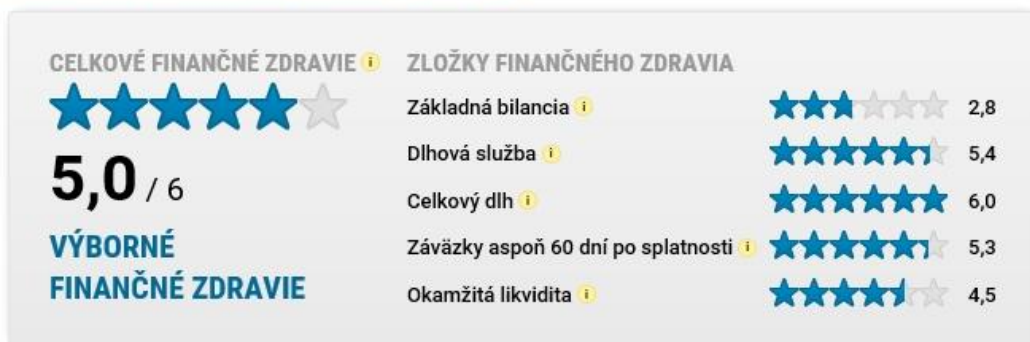 CELKOVÉ FINANČNÉ ZDRAVIE i
5,0 / 6
VÝBORNÉ
FINANČNÉ ZDRAVIE
ZLOŽKY FINANČNÉHO ZDRAVIA
Základná bilancia i 2,8
Dlhová služba i 5,4
Celkový dlh i 6,0
Záväzky aspoň 60 dní po splatnosti i 5,3
Okamžitá likvidita i 4,5